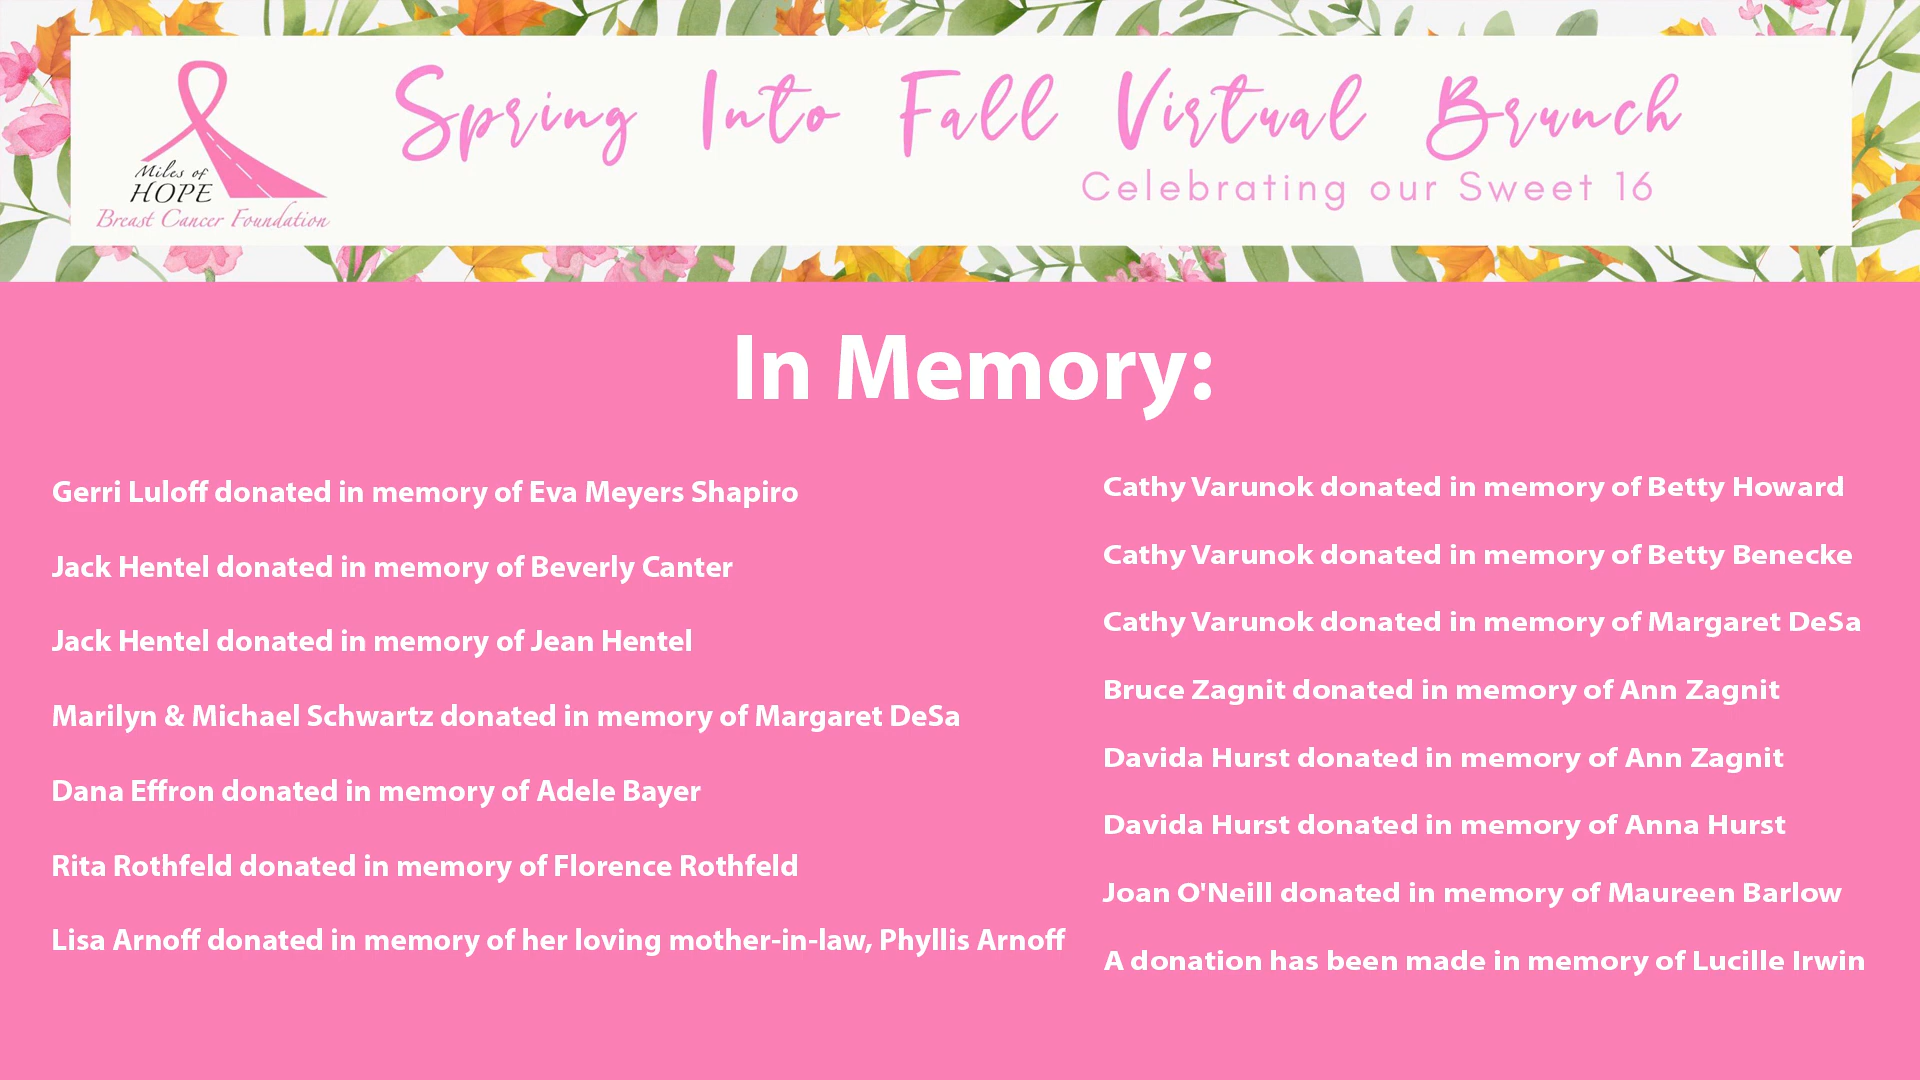 Miles of
HOPE
Breast Cancer Foundation
Spring Into Fall Virtual Brunch
Celebrating our Sweet 16
In Memory:
Gerri Luloff donated in memory of Eva Meyers Shapiro
Jack Hentel donated in memory of Beverly Canter
Jack Hentel donated in memory of Jean Hentel
Marilyn & Michael Schwartz donated in memory of Margaret DeSa
Dana Effron donated in memory of Adele Bayer
Rita Rothfeld donated in memory of Florence Rothfeld
Lisa Arnoff donated in memory of her loving mother-in-law, Phyllis Arnoff
Cathy Varunok donated in memory of Betty Howard
Cathy Varunok donated in memory of Betty Benecke
Cathy Varunok donated in memory of Margaret DeSa
Bruce Zagnit donated in memory of Ann Zagnit
Davida Hurst donated in memory of Ann Zagnit
Davida Hurst donated in memory of Anna Hurst
Joan O'Neill donated in memory of Maureen Barlow
A donation has been made in memory of Lucille Irwin